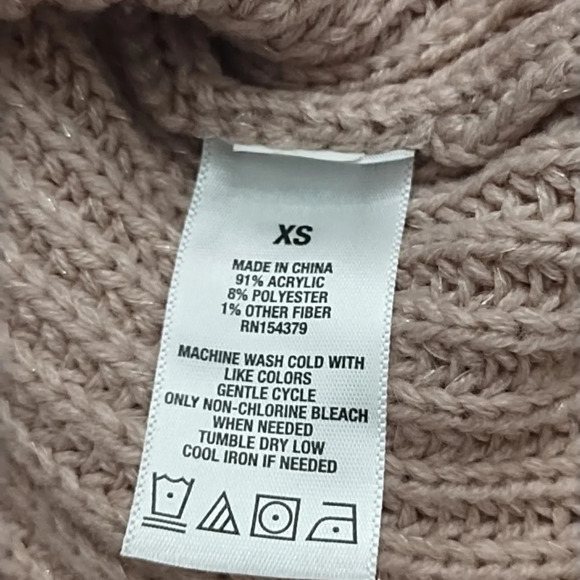 XS
MADE IN CHINA
91% ACRYLIC
8% POLYESTER
1% OTHER FIBER
RN154379
MACHINE WASH COLD WITH
LIKE COLORS
GENTLE CYCLE
ONLY NON-CHLORINE BLEACH
WHEN NEEDED
TUMBLE DRY LOW
COOL IRON IF NEEDED